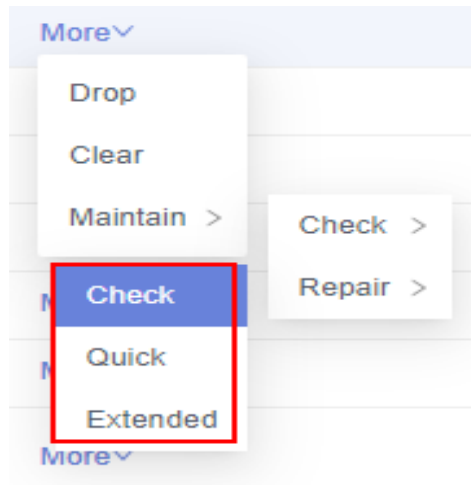 More
Drop
Clear
Maintain >
Check >
Repair >
Check
Quick
Extended
More